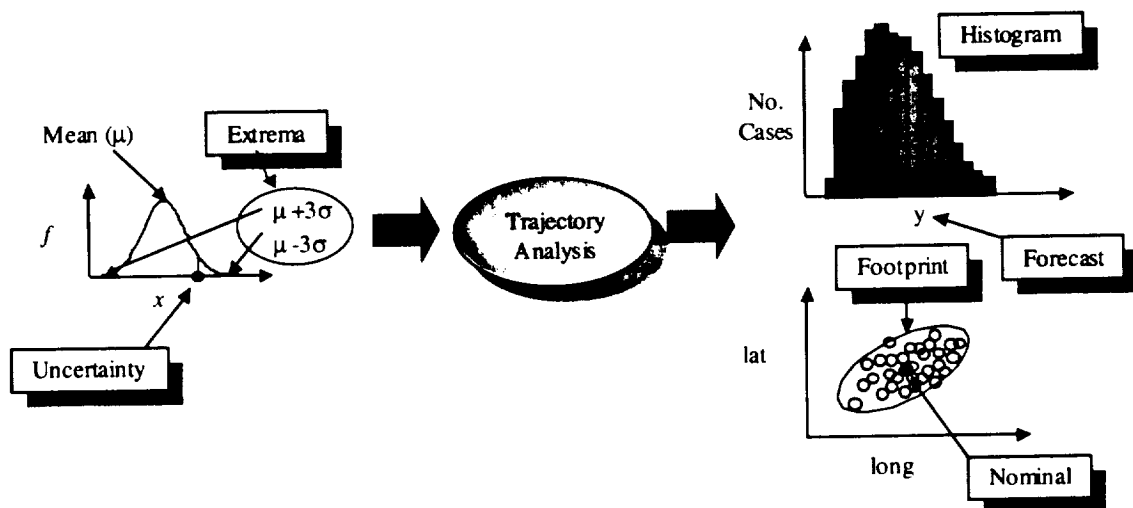 Mean (μ)
Extrema
f
μ +3σ
μ -3σ
x
Uncertainty
Trajectory
Analysis
Histogram
No.
Cases
y
Forecast
Footprint
lat
long
Nominal